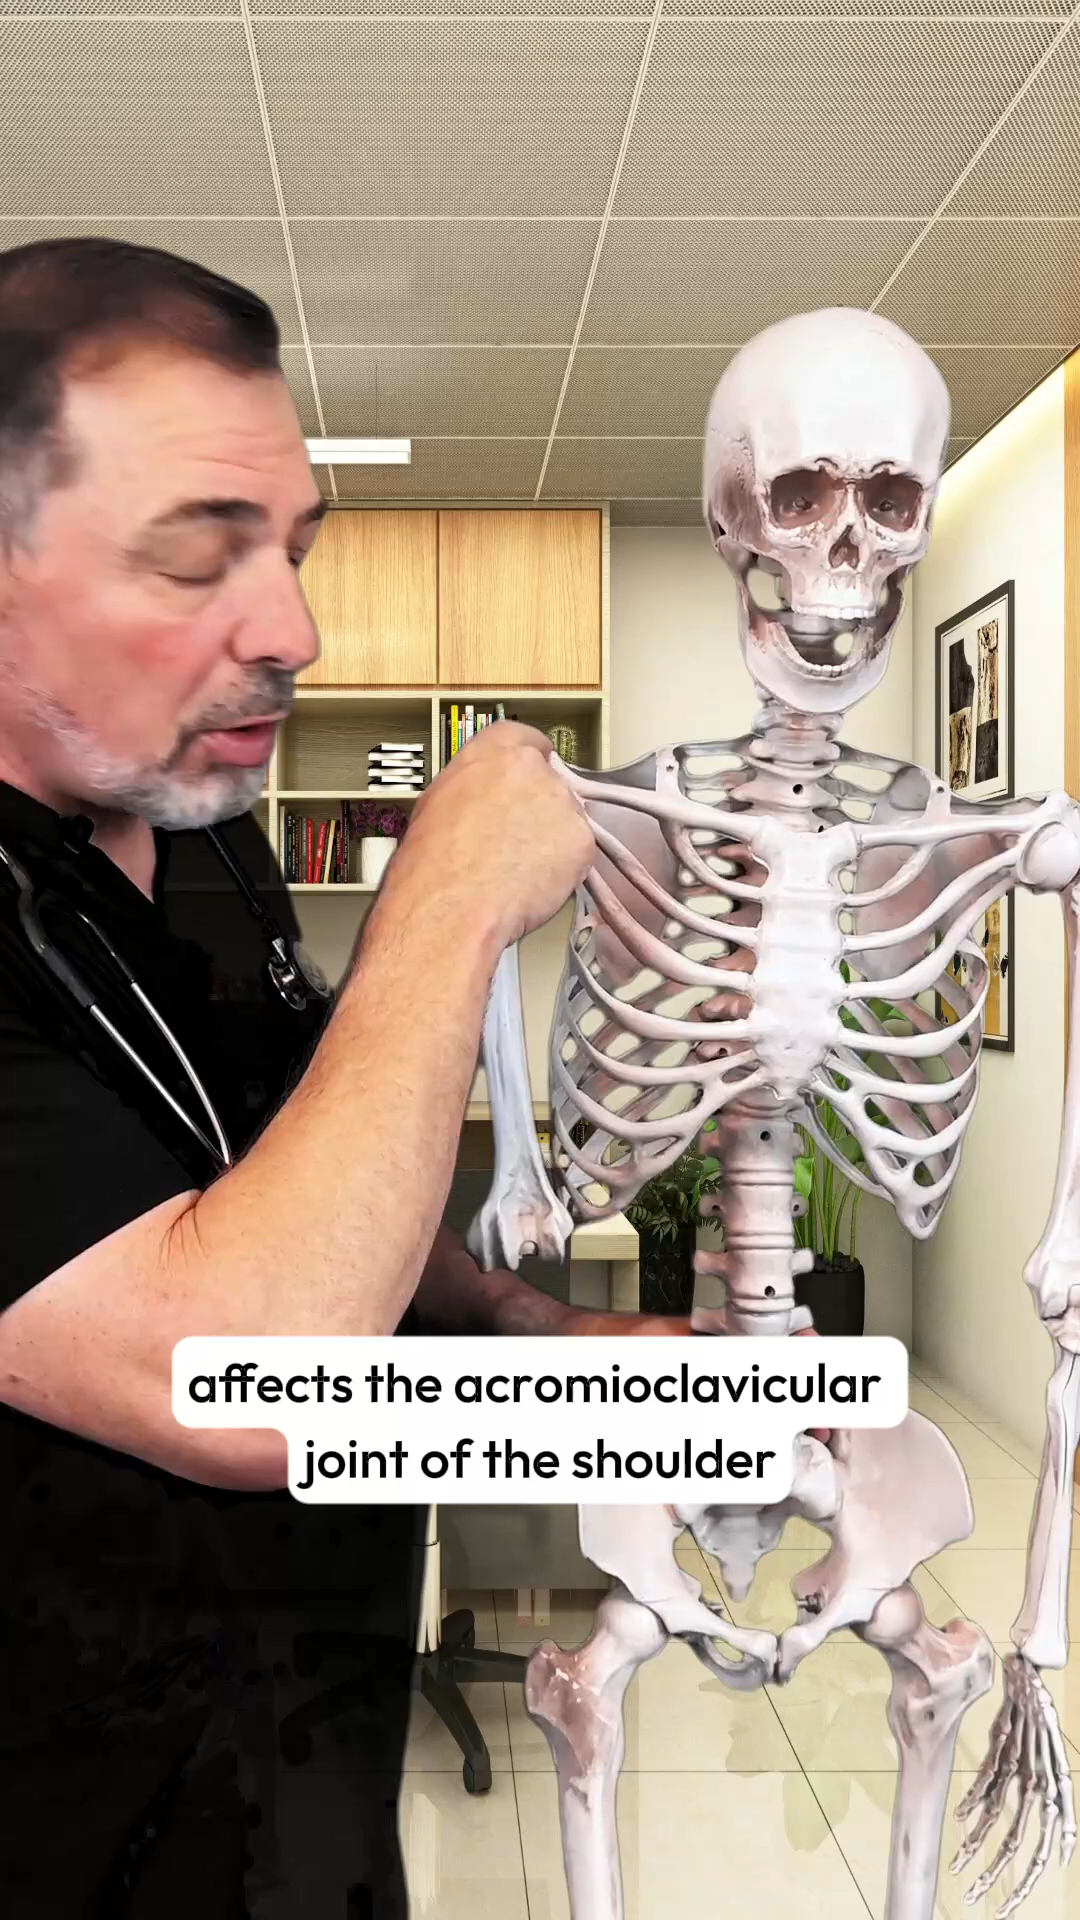 affects the acromioclavicular
joint of the shoulder